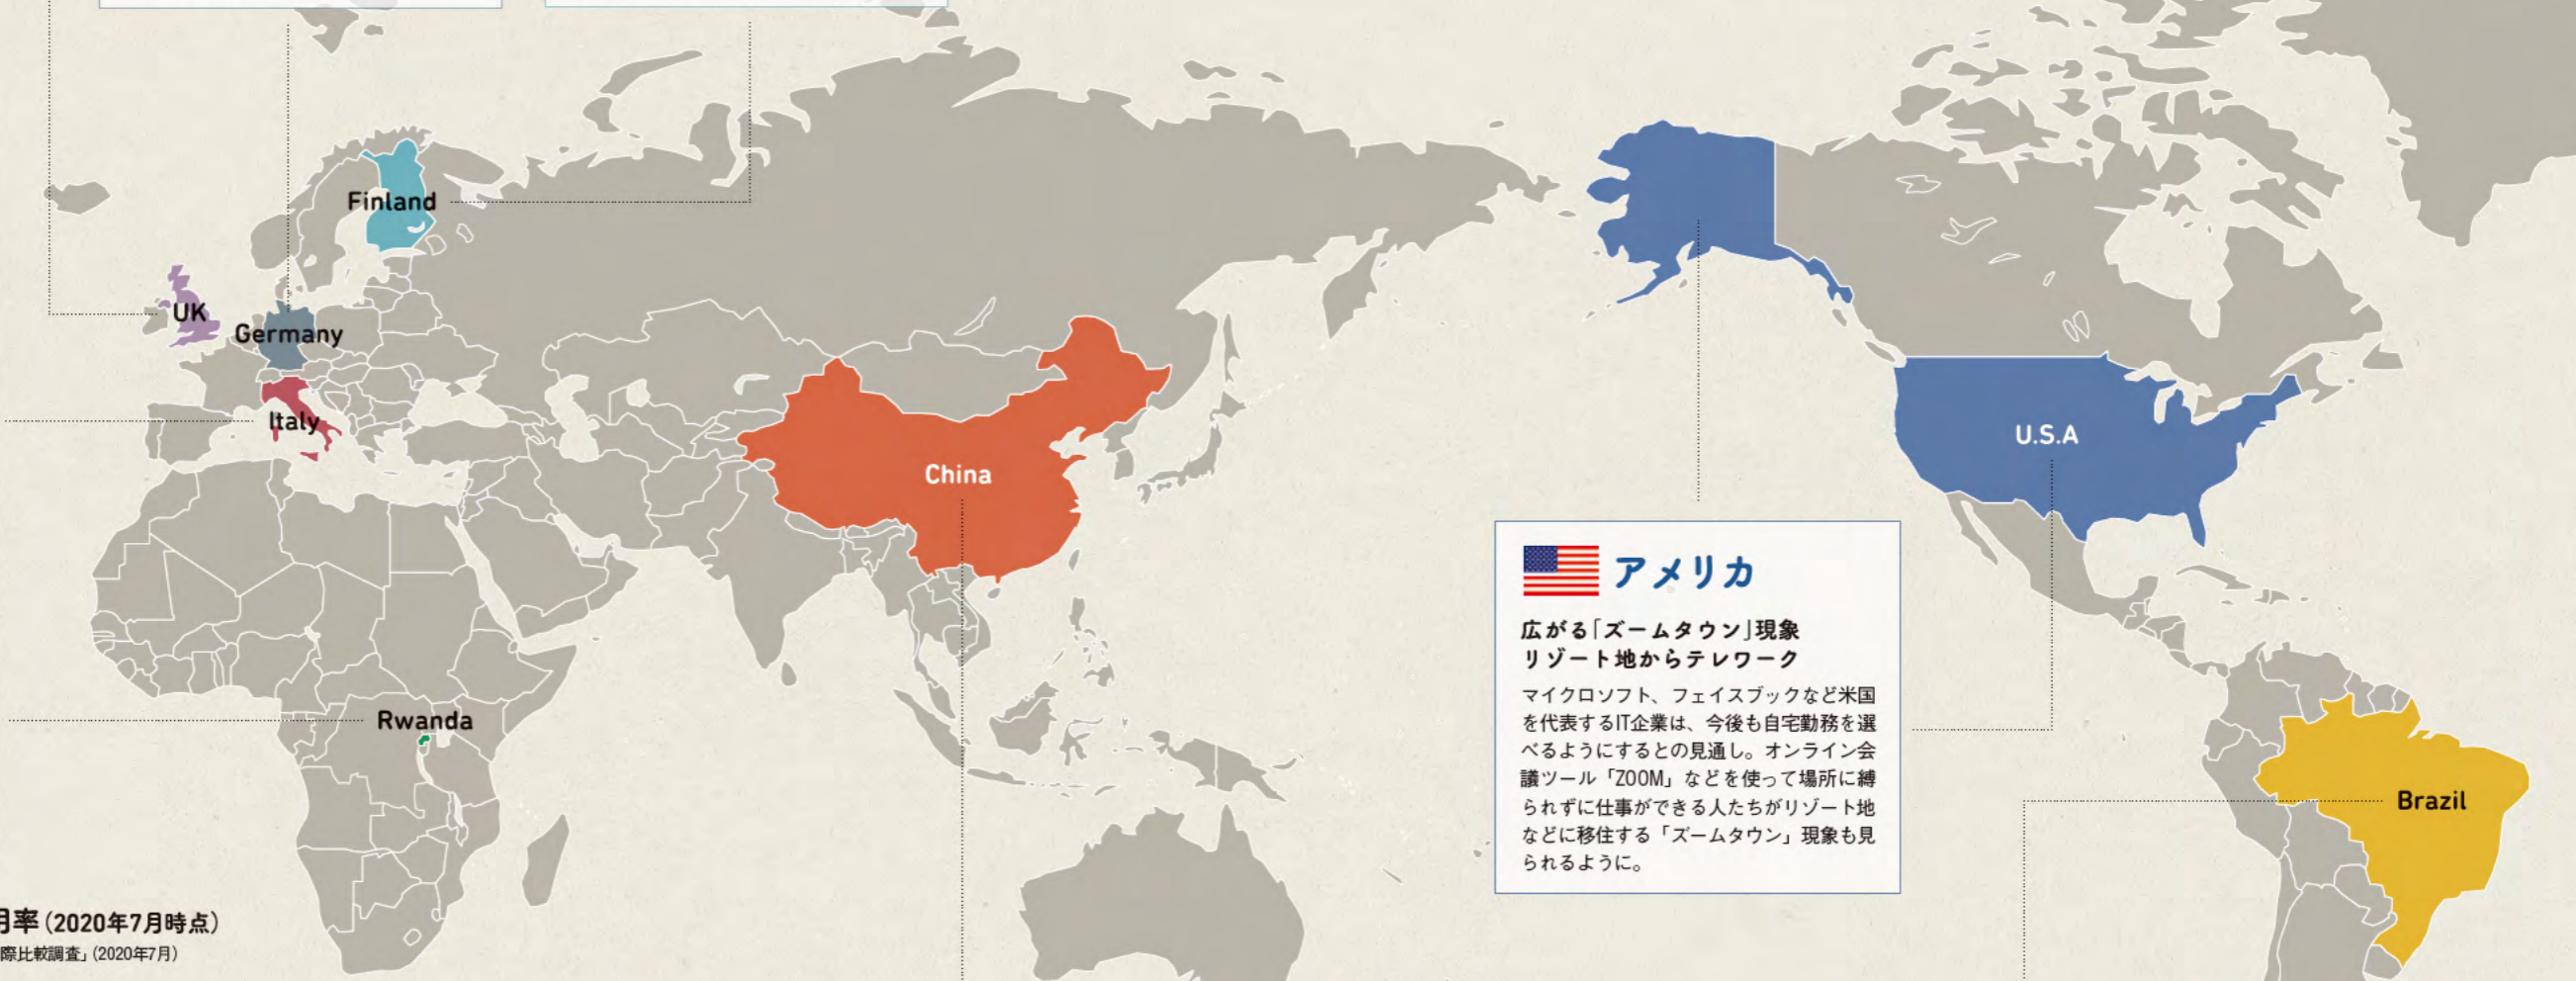 Finland
UK
Germany
Italy
China
U.S.A
Rwanda
Brazil
アメリカ
広がる「ズームタウン」現象
リゾート地からテレワーク
マイクロソフト、フェイスブックなど米国
を代表するIT企業は、今後も自宅勤務を選
べるようにするとの見通し。オンライン会
議ツール「ZOOM」などを使って場所に縛
られずに仕事ができる人たちがリゾート地
などに移住する「ズームタウン」現象も見
られるように。
用率（2020年7月時点）
際比較調査」（2020年7月）